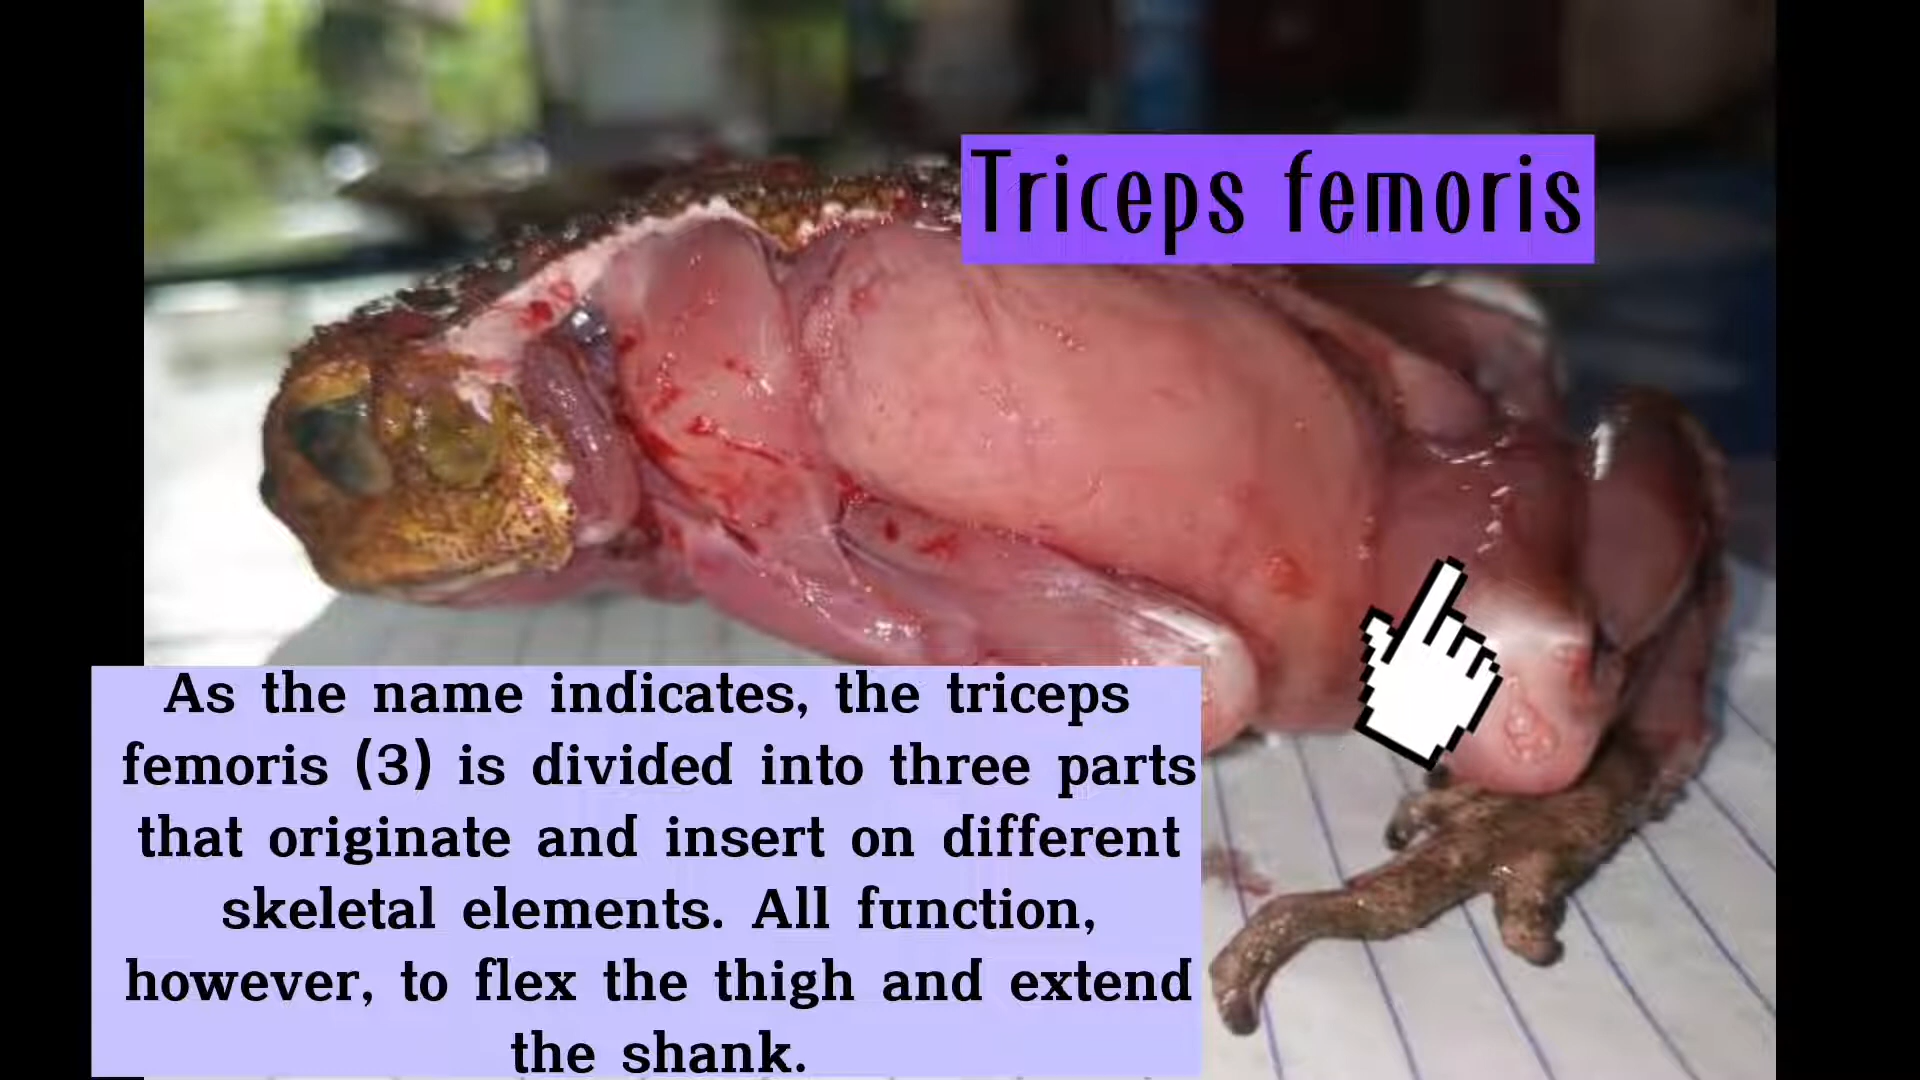 Triceps femoris
As the name indicates, the triceps
femoris (3) is divided into three parts
that originate and insert on different
skeletal elements. All function,
however, to flex the thigh and extend
the shank.